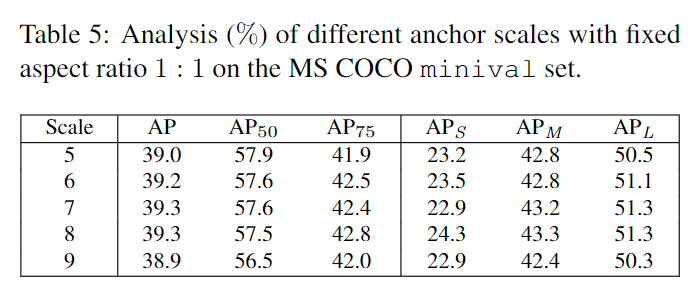 Table 5: Analysis (%) of different anchor scales with fixed
aspect ratio 1 : 1 on the MS COCO minival set.
Scale AP AP50 AP75 APS APM APL
5 39.0 57.9 41.9 23.2 42.8 50.5
6 39.2 57.6 42.5 23.5 42.8 51.1
7 39.3 57.6 42.4 22.9 43.2 51.3
8 39.3 57.5 42.8 24.3 43.3 51.3
9 38.9 56.5 42.0 22.9 42.4 50.3